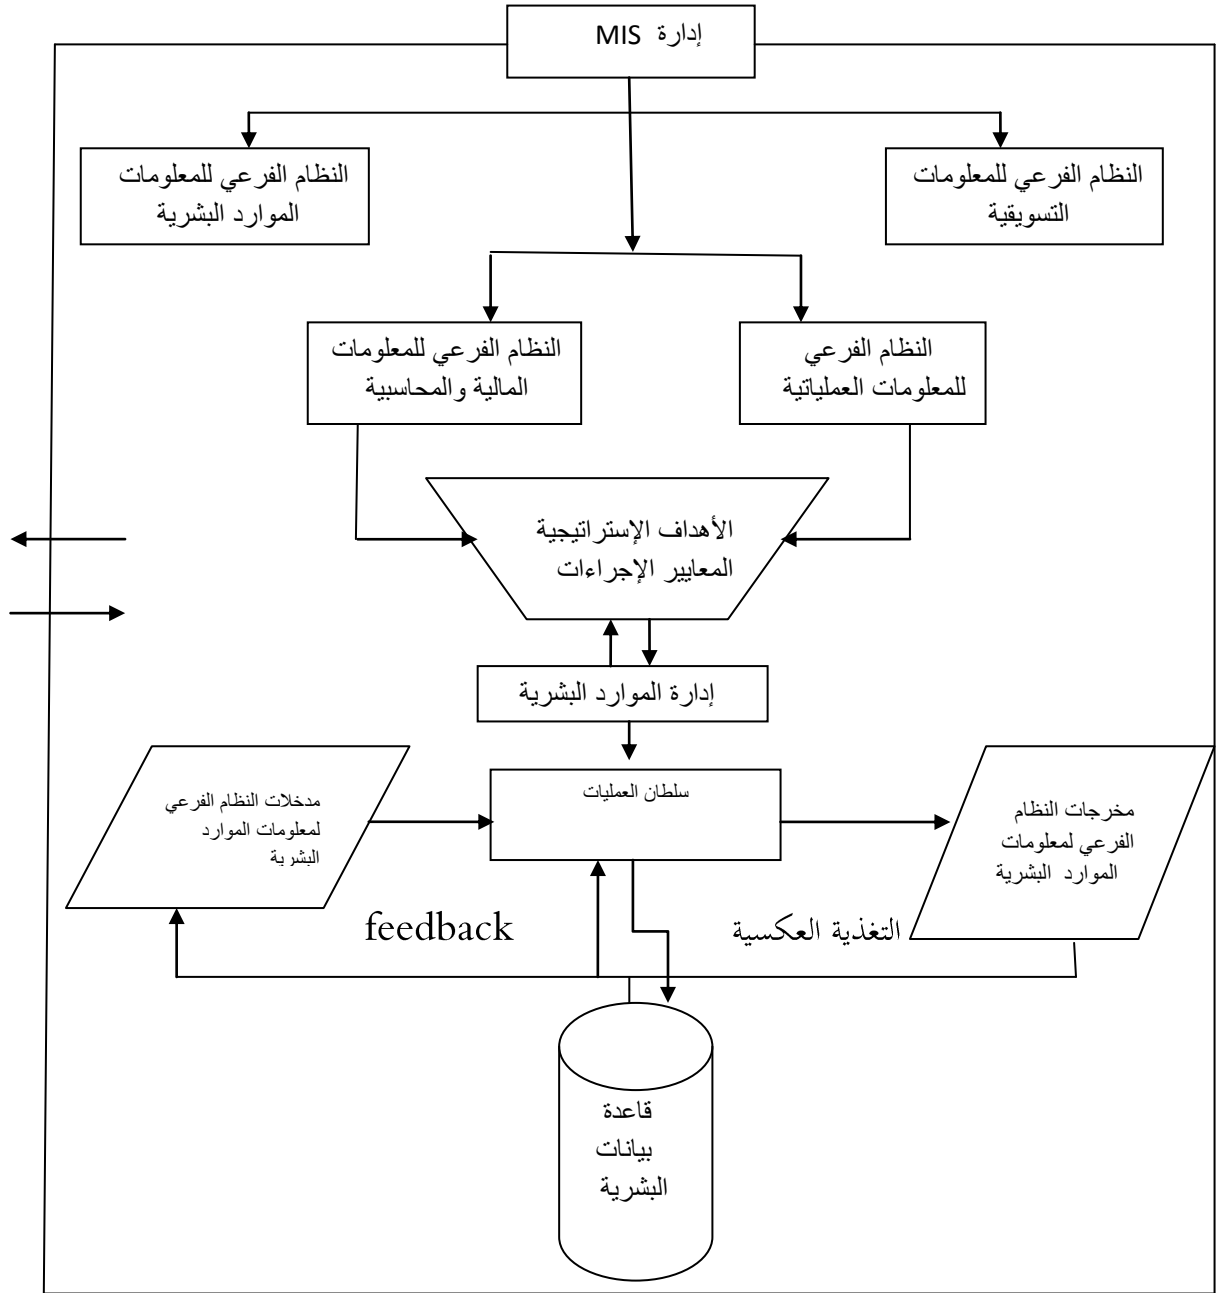 إدارة MIS
النظام الفرعي للمعلومات
التسويقية
النظام الفرعي للمعلومات
الموارد البشرية
النظام الفرعي
للمعلومات العملياتية
النظام الفرعي للمعلومات
المالية والمحاسبية
الأهداف الإستراتيجية
المعايير الإجراءات
إدارة الموارد البشرية
مدخلات النظام الفرعي
لمعلومات الموارد
البشرية
سلطان العمليات
مخرجات النظام
الفرعي لمعلومات
الموارد البشرية
التغذية العكسية
feedback
قاعدة
بيانات
البشرية